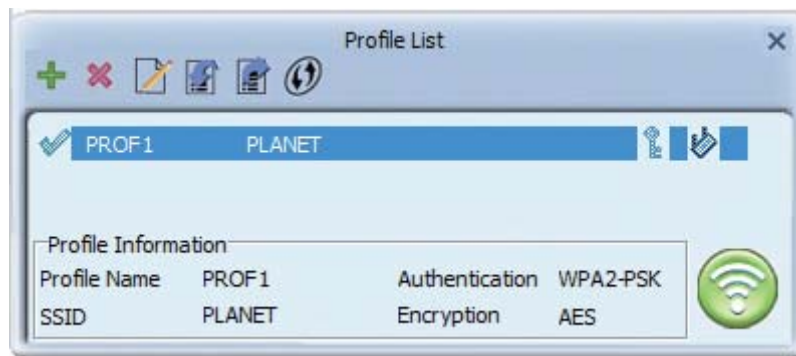 Profile List
PROF1 PLANET
Profile Information
Profile Name PROF1 Authentication WPA2-PSK
SSID PLANET Encryption AES